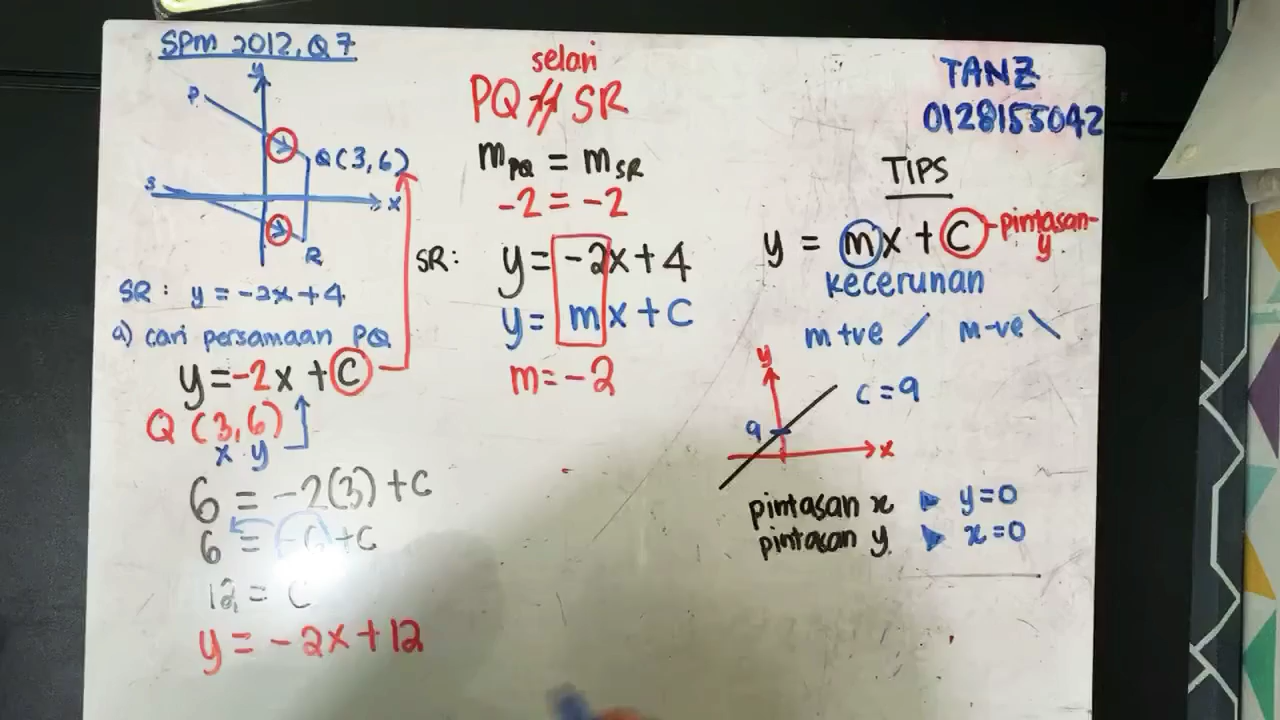 SPM 2012, Q7
y
P
Q(3,6)
S
x
R
SR: y = -2x + 4
a) cari persamaan PQ
y = -2x + C
Q (3,6)
x y
6 = -2(3) + C
6 = -6 + C
12 = C
y = -2x + 12
selari
PQ // SR
mPQ = mSR
-2 = -2
SR: y = -2x + 4
y = mx + C
m = -2
TANZ
0128155042
TIPS
y = mx + C - pintasan-y
kecerunan
m +ve / m -ve \
y
C = 9
9
x
pintasan x ▶ y = 0
pintasan y ▶ x = 0